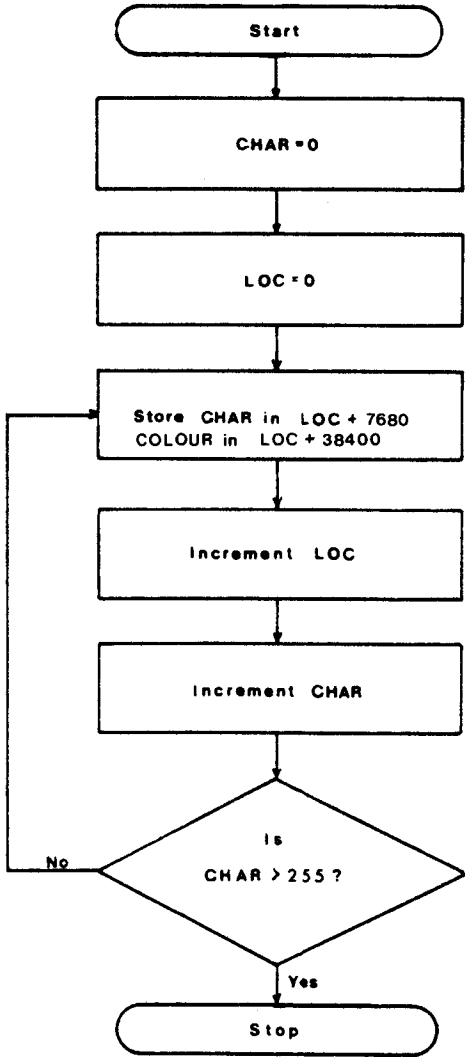 Start
CHAR=0
LOC=0
Store CHAR in LOC + 7680
COLOUR in LOC + 38400
Increment LOC
Increment CHAR
Is
CHAR > 255?
No
Yes
Stop